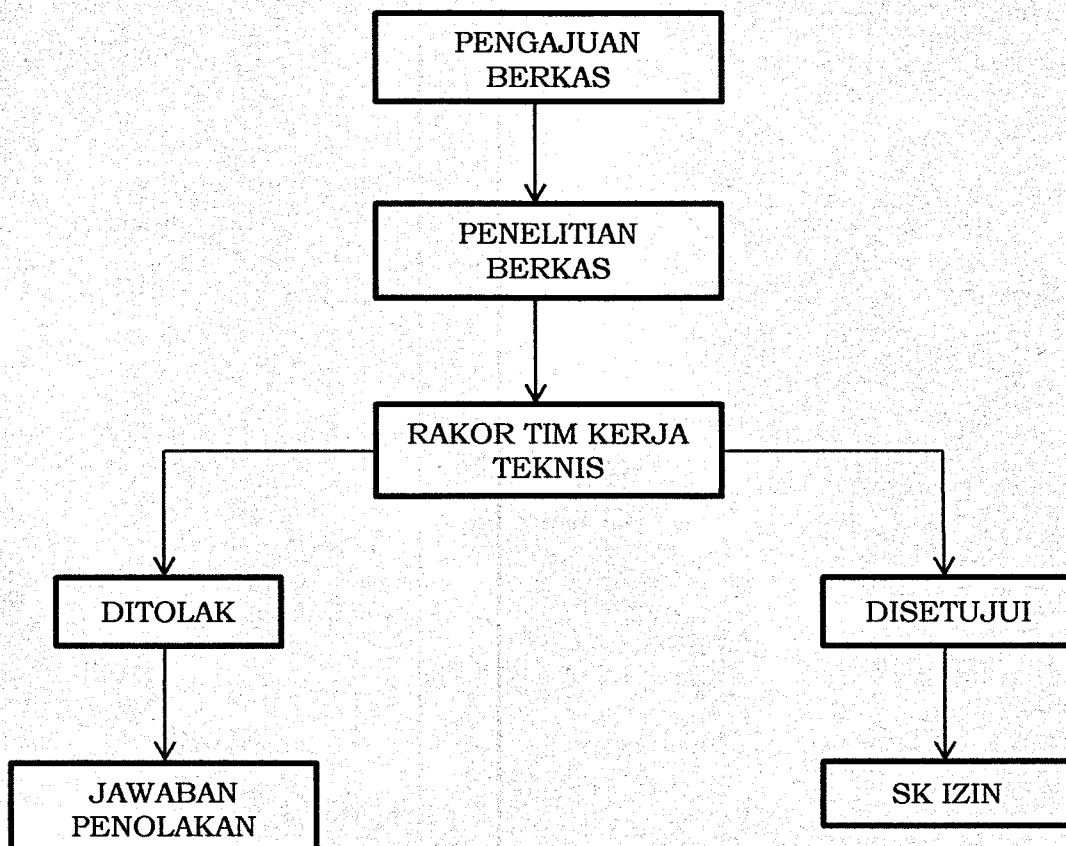 PENGAJUAN
BERKAS
PENELITIAN
BERKAS
RAKOR TIM KERJA
TEKNIS
DITOLAK
DISETUJUI
JAWABAN
PENOLAKAN
SK IZIN